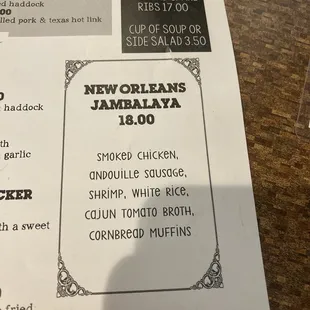 d haddock
00
lled pork & texas hot link
RIBS 17.00
CUP OF SOUP OR
SIDE SALAD 3.50
NEW ORLEANS
JAMBALAYA
18.00
SMOKED CHICKEN,
ANDOUILLE SAUSAGE,
SHRIMP, WHITE RICE,
CAJUN TOMATO BROTH,
CORNBREAD MUFFINS
haddock
th
garlic
CKER
th a sweet
fried